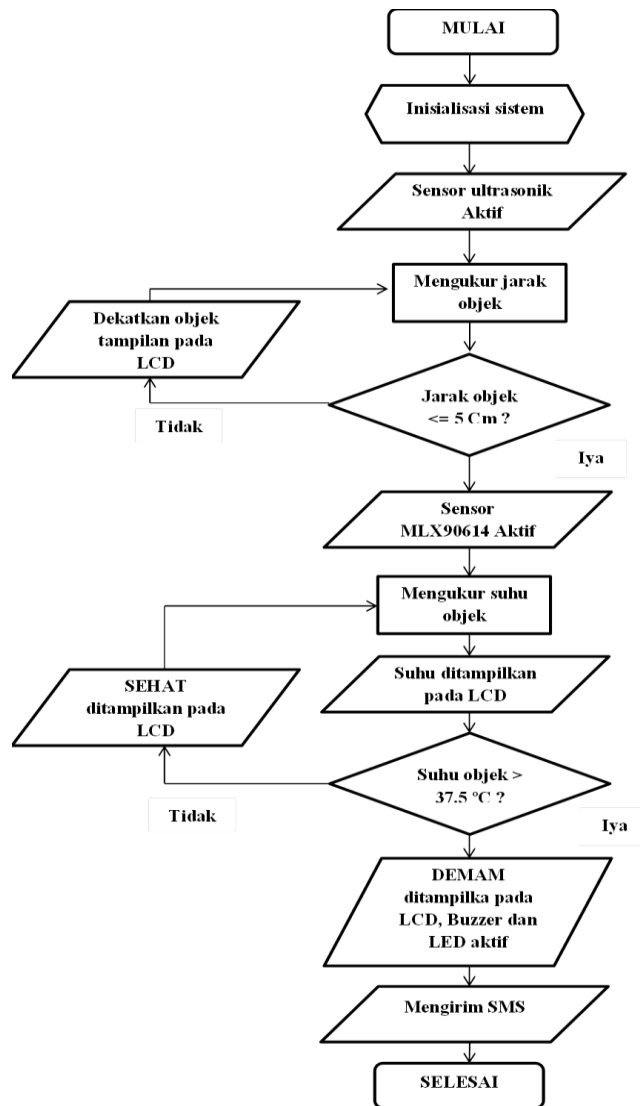 MULAI
Inisialisasi sistem
Sensor ultrasonik
Aktif
Mengukur jarak
objek
Dekatkan objek
tampilan pada
LCD
Jarak objek
<= 5 Cm ?
Tidak
Iya
Sensor
MLX90614 Aktif
Mengukur suhu
objek
SEHAT
ditampilkan pada
LCD
Suhu ditampilkan
pada LCD
Suhu objek >
37.5 °C ?
Tidak
Iya
DEMAM
ditampilka pada
LCD, Buzzer dan
LED aktif
Mengirim SMS
SELESAI